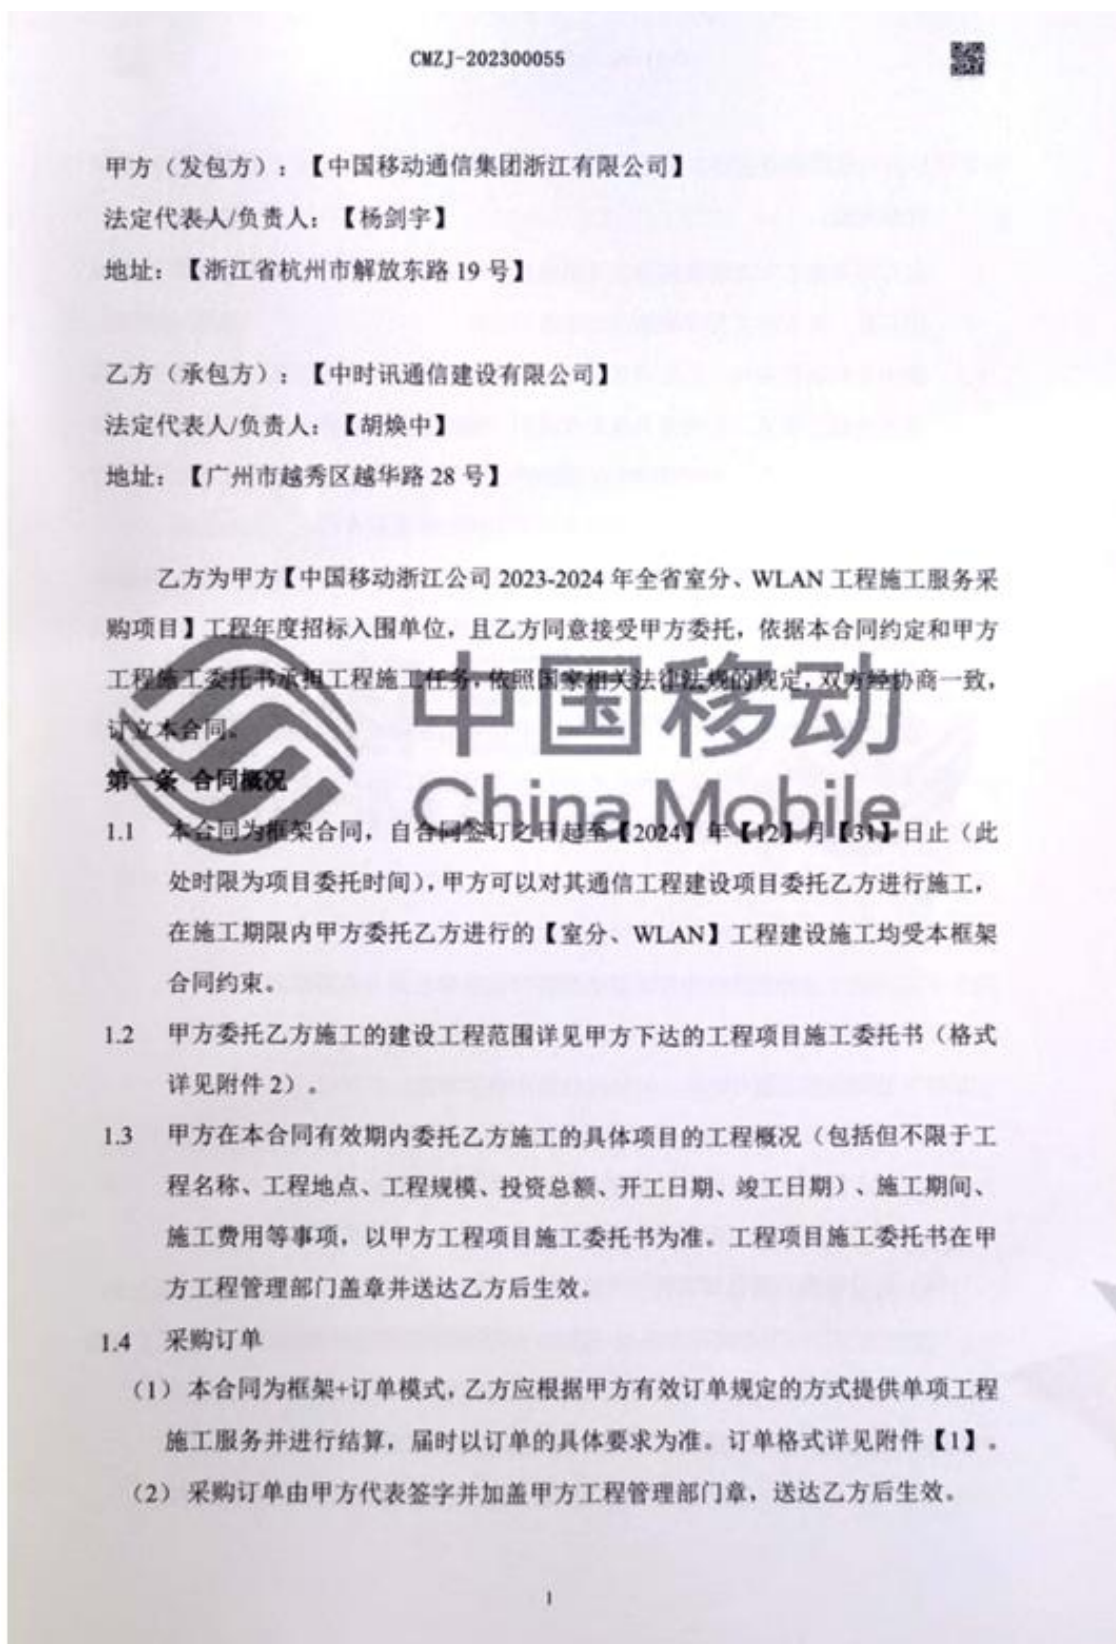 CMZJ-202300055
甲方（发包方）：【中国移动通信集团浙江有限公司】
法定代表人/负责人：【杨剑宇】
地址：【浙江省杭州市解放东路 19 号】
乙方（承包方）：【中时讯通信建设有限公司】
法定代表人/负责人：【胡焕中】
地址：【广州市越秀区越华路 28 号】
乙方为甲方【中国移动浙江公司 2023-2024 年全省室分、WLAN 工程施工服务采
购项目】工程年度招标入围单位，且乙方同意接受甲方委托，依据本合同约定和甲方
工程施工委托书承担工程施工任务，依照国家相关法律法规的规定，双方经协商一致，
订立本合同。
中国移动
China Mobile
第一条 合同概况
1.1 本合同为框架合同，自合同签订之日起至【2024】年【12】月【31】日止（此
处时限为项目委托时间），甲方可以对其通信工程建设项目委托乙方进行施工，
在施工期限内甲方委托乙方进行的【室分、WLAN】工程建设施工均受本框架
合同约束。
1.2 甲方委托乙方施工的建设工程范围详见甲方下达的工程项目施工委托书（格式
详见附件 2）。
1.3 甲方在本合同有效期内委托乙方施工的具体项目的工程概况（包括但不限于工
程名称、工程地点、工程规模、投资总额、开工日期、竣工日期）、施工期间、
施工费用等事项，以甲方工程项目施工委托书为准。工程项目施工委托书在甲
方工程管理部门盖章并送达乙方后生效。
1.4 采购订单
（1） 本合同为框架+订单模式，乙方应根据甲方有效订单规定的方式提供单项工程
施工服务并进行结算，届时以订单的具体要求为准。订单格式详见附件【1】。
（2） 采购订单由甲方代表签字并加盖甲方工程管理部门章，送达乙方后生效。
1